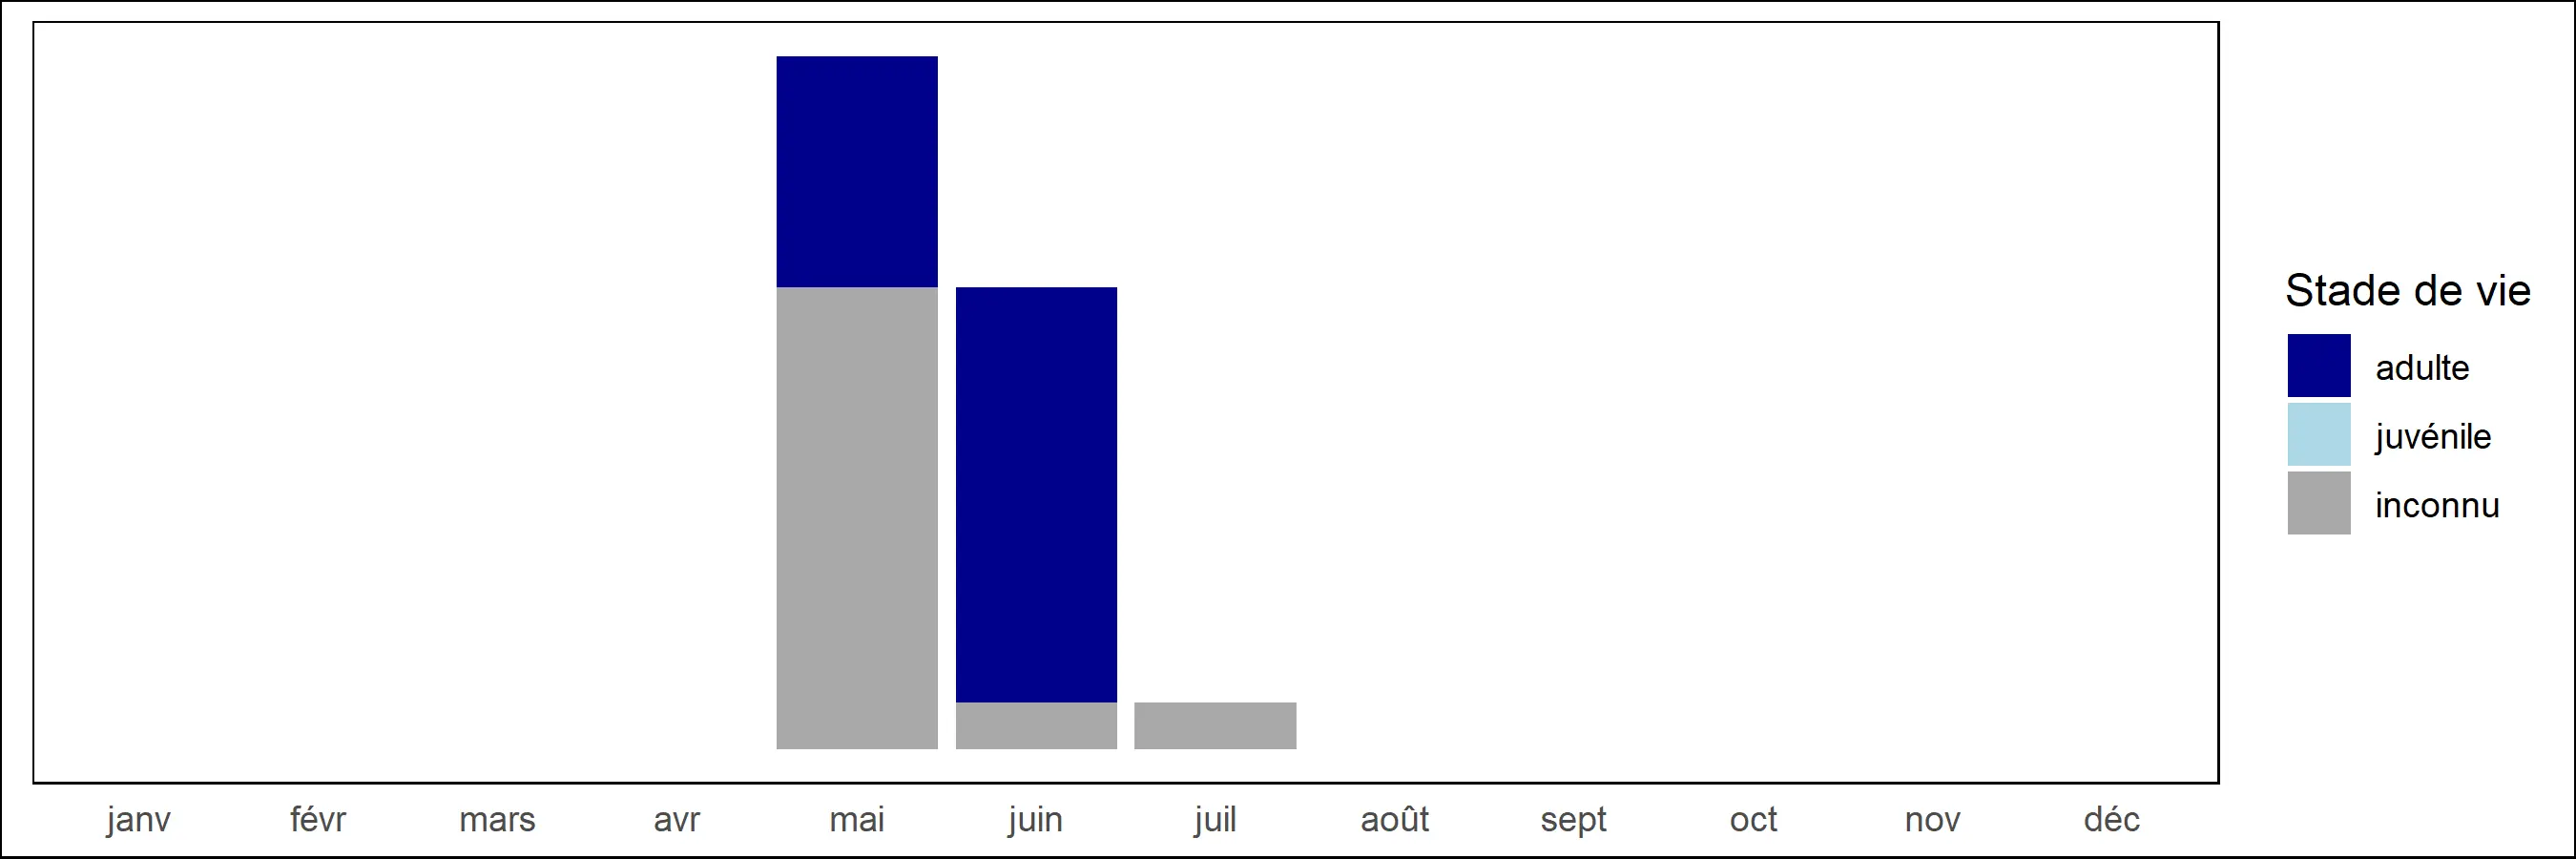 Stade de vie
adulte
juvénile
inconnu
janv févr mars avr mai juin juil août sept oct nov déc